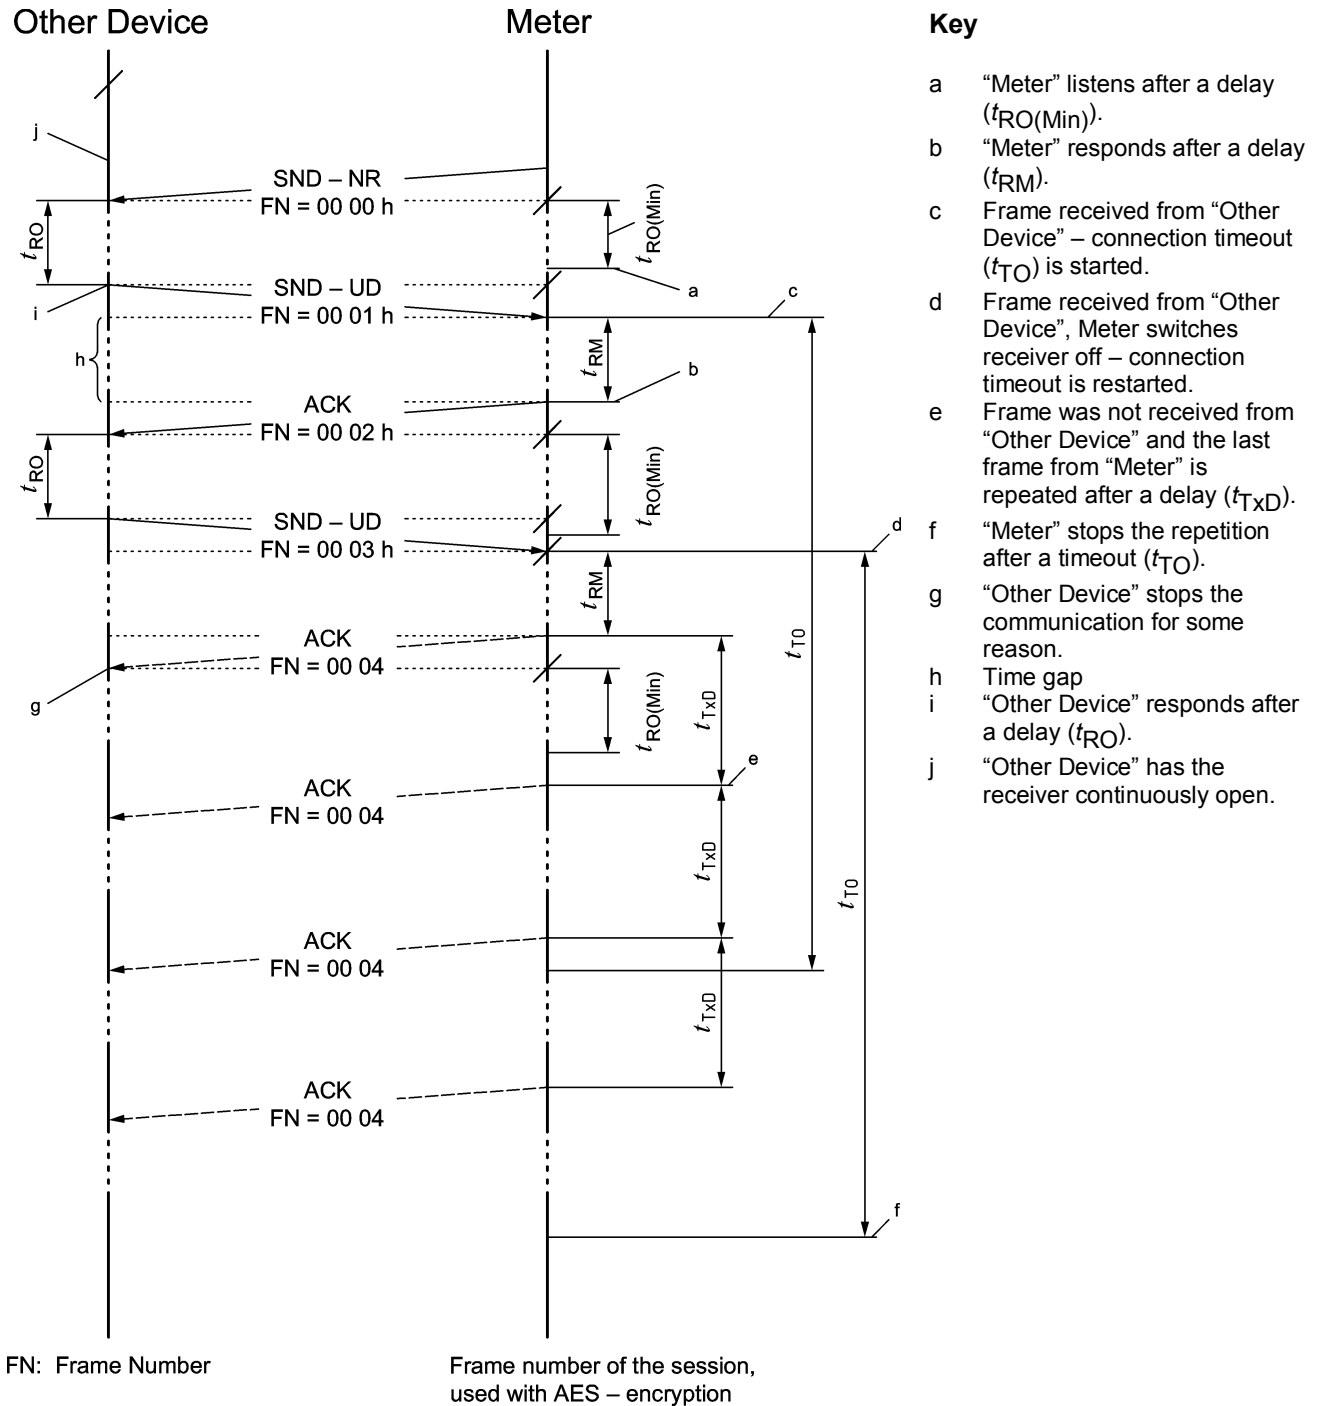 Other Device
Meter
j
SND – NR
FN = 00 00 h
tRO
tRO(Min)
a
i
SND – UD
FN = 00 01 h
c
h
tRM
b
ACK
FN = 00 02 h
tRO
tRO(Min)
SND – UD
FN = 00 03 h
d
tRM
ACK
FN = 00 04
g
tRO(Min)
tTxD
tTO
e
ACK
FN = 00 04
tTxD
tTO
ACK
FN = 00 04
tTxD
ACK
FN = 00 04
f
FN: Frame Number
Frame number of the session,
used with AES – encryption
Key
a “Meter” listens after a delay
(tRO(Min)).
b “Meter” responds after a delay
(tRM).
c Frame received from “Other
Device” – connection timeout
(tTO) is started.
d Frame received from “Other
Device”, Meter switches
receiver off – connection
timeout is restarted.
e Frame was not received from
“Other Device” and the last
frame from “Meter” is
repeated after a delay (tTxD).
f “Meter” stops the repetition
after a timeout (tTO).
g “Other Device” stops the
communication for some
reason.
h Time gap
i “Other Device” responds after
a delay (tRO).
j “Other Device” has the
receiver continuously open.